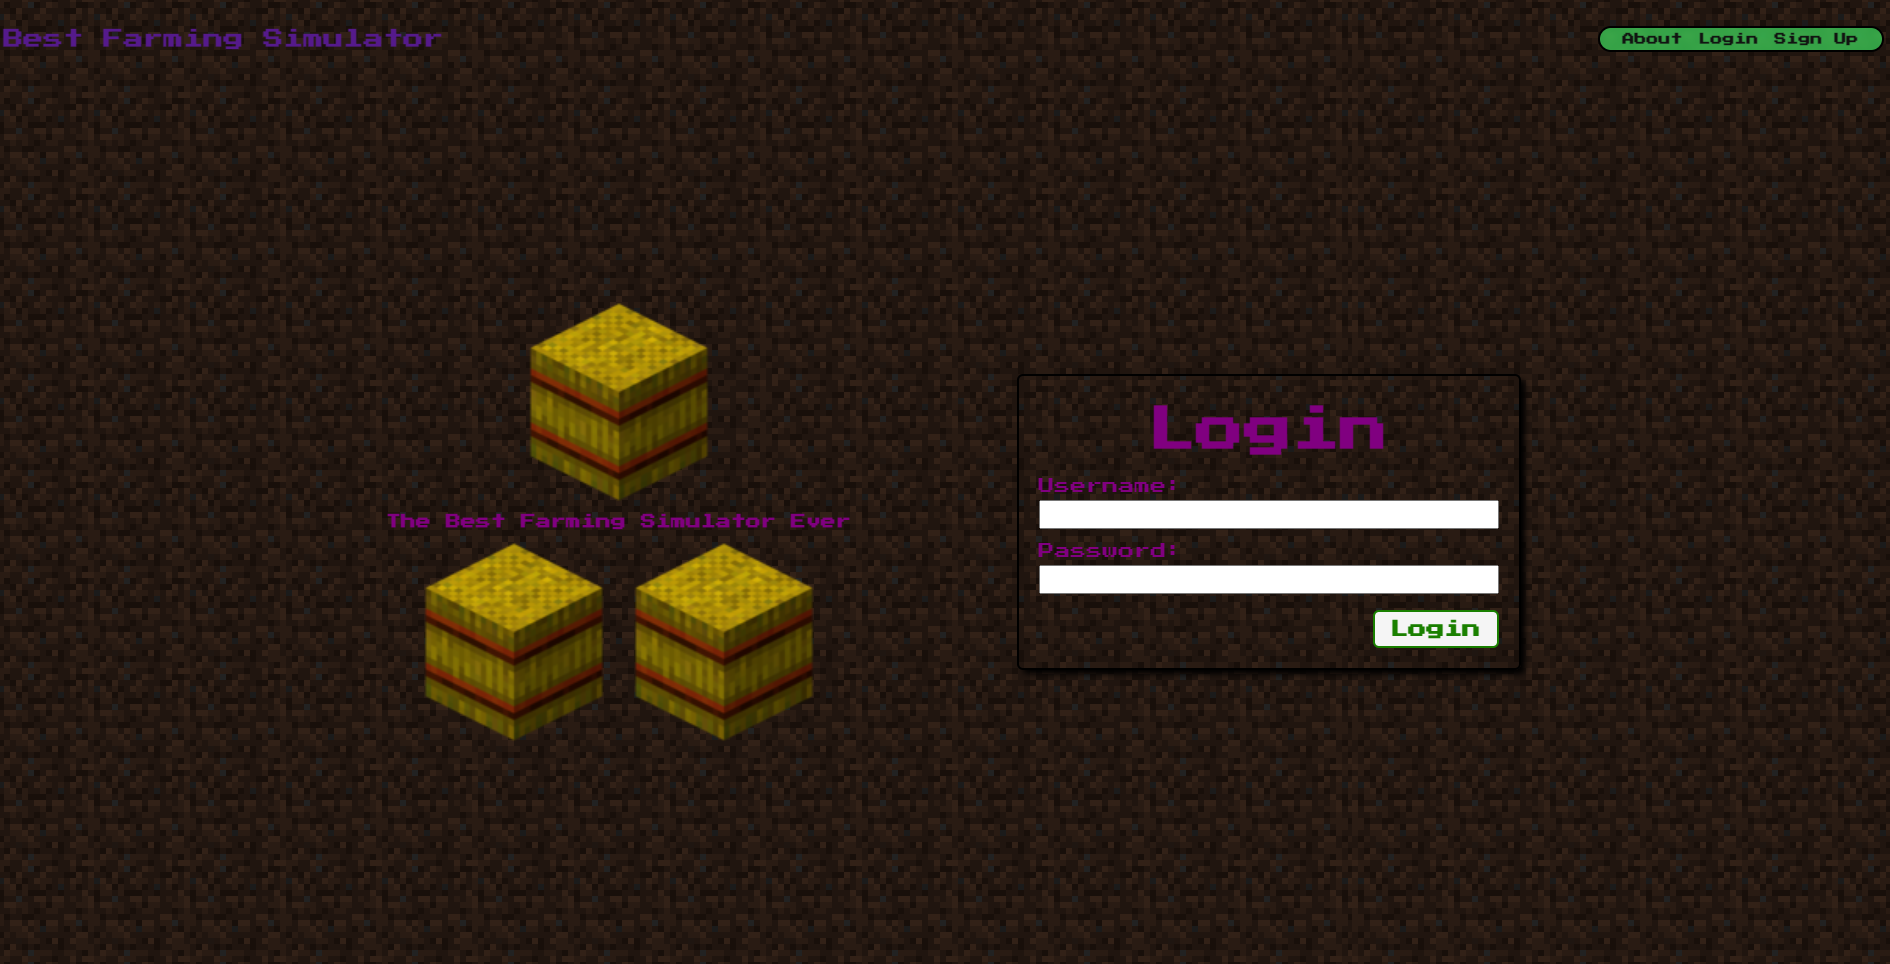 Best Farming Simulator
About Login Sign Up
The Best Farming Simulator Ever
Login
Username:
Password:
Login